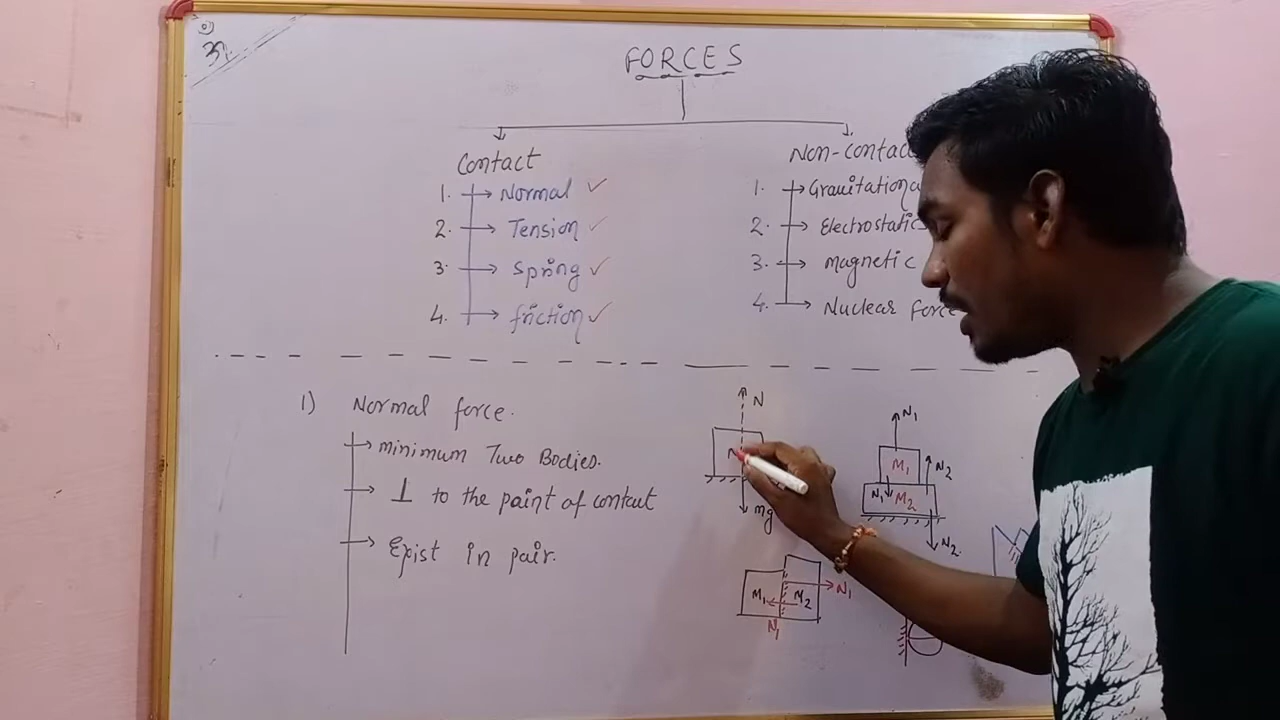 FORCES
Contact
1. Normal ✓
2. Tension ✓
3. Spring ✓
4. friction ✓
Non-contac
1. Gravitationa
2. Electrostatic
3. magnetic
4. Nuclear force
1) Normal force.
minimum Two Bodies.
⊥ to the point of contact
Exist in pair.
N
mg
N1
M1
N2
N1 M2
N2.
M1 M2 N1
N1